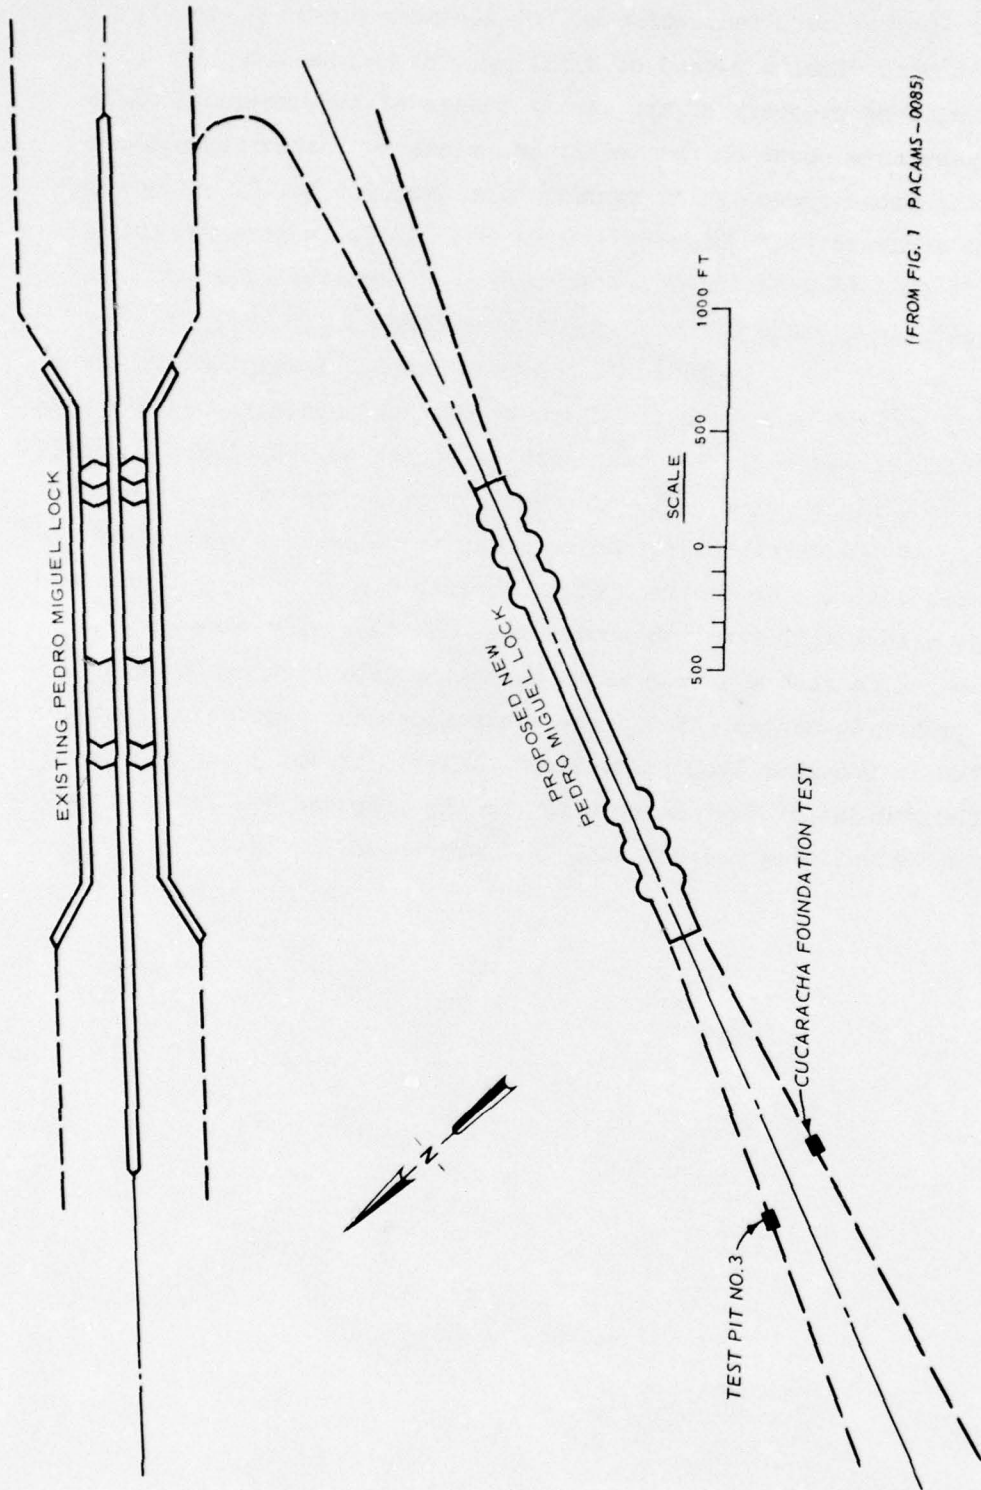 EXISTING PEDRO MIGUEL LOCK
PROPOSED NEW
PEDRO MIGUEL LOCK
N
TEST PIT NO. 3
CUCARACHA FOUNDATION TEST
SCALE
500 0 500 1000 FT
(FROM FIG. 1 PACAMS-0085)